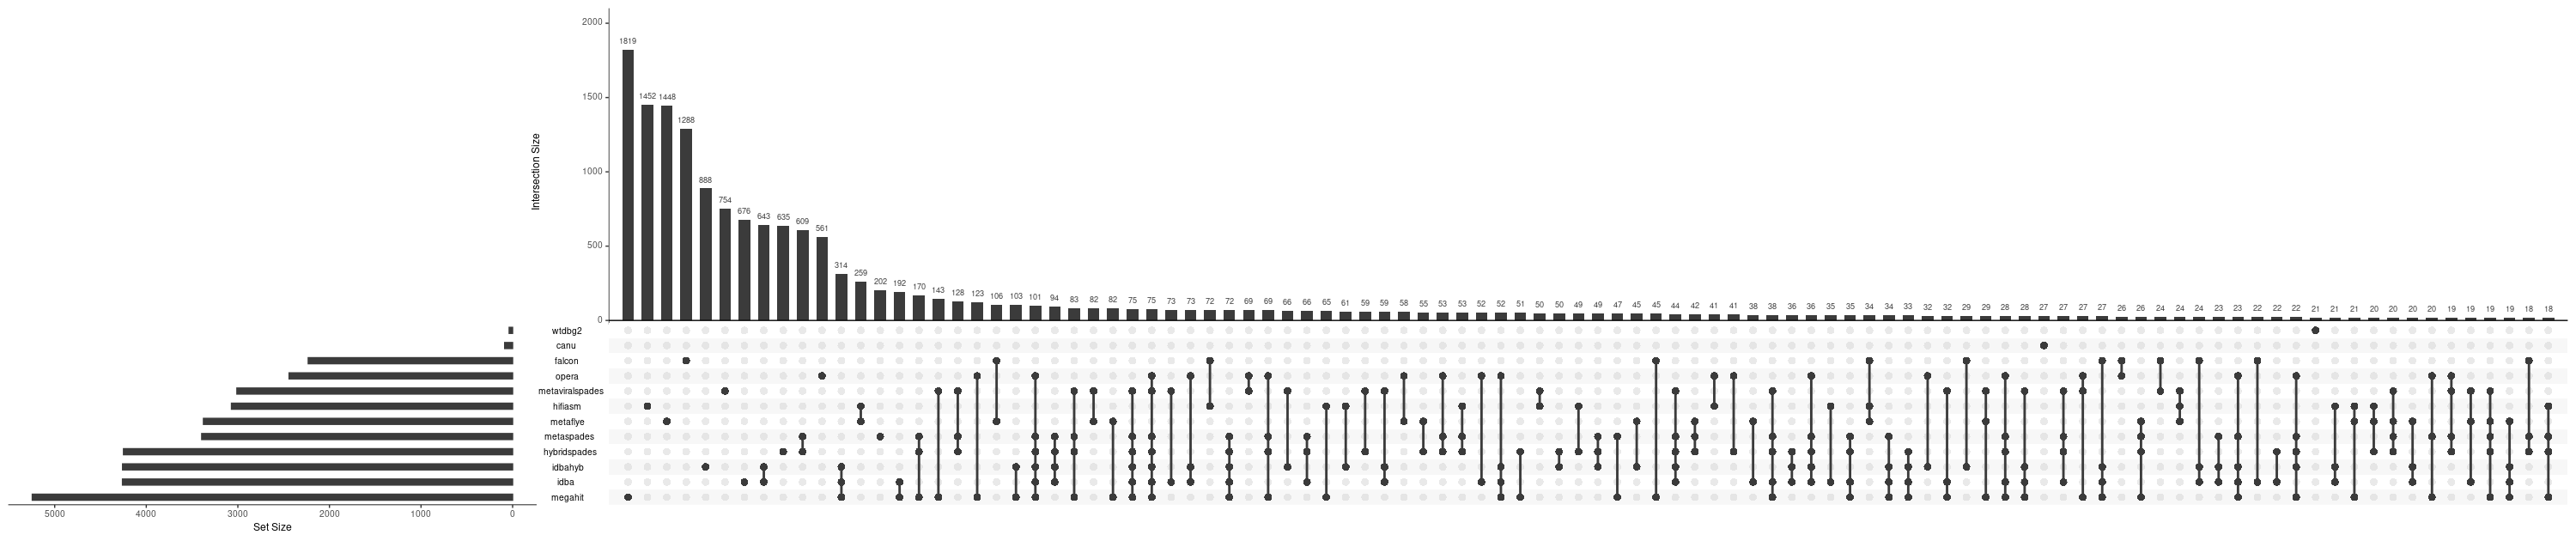 2000
1500
1000
500
0
Intersection Size
1819 1452 1448 1288 888 754 676 643 635 609 561 314 259 202 192 170 143 128 123 106 103 101 94 83 82 82 75 75 73 73 72 72 69 69 66 66 65 61 59 59 58 55 53 53 52 52 51 50 50 49 49 47 45 45 44 42 41 41 38 38 36 36 35 35 34 34 33 32 32 29 29 28 28 27 27 27 27 26 26 24 24 24 23 23 22 22 22 21 21 21 20 20 20 20 19 19 19 19 18 18
wtdbg2
canu
falcon
opera
metaviralspades
hifiasm
metaflye
metaspades
hybridspades
idbahyb
idba
megahit
5000 4000 3000 2000 1000 0
Set Size